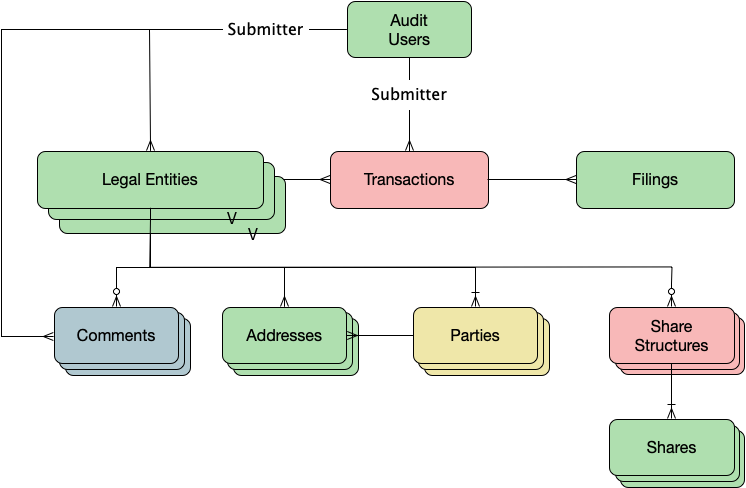 Audit
Users
Submitter
Submitter
Legal Entities
Transactions
Filings
V
V
Comments
Addresses
Parties
Share
Structures
Shares